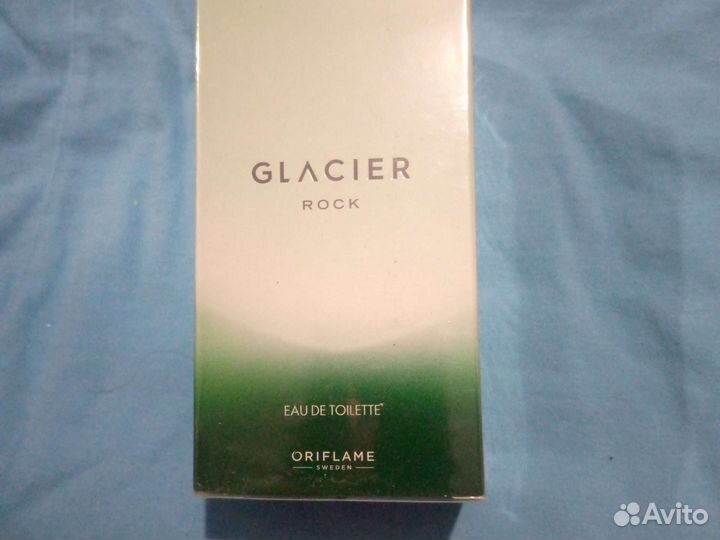 GLACIER
ROCK
EAU DE TOILETTE
ORIFLAME
SWEDEN
Avito